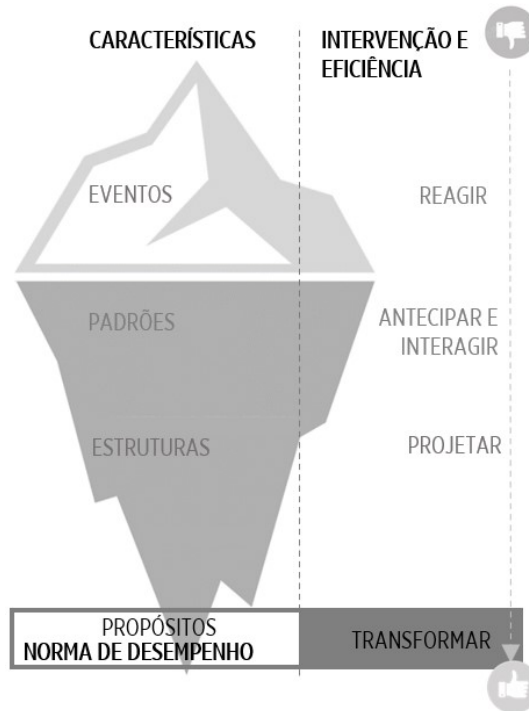 CARACTERÍSTICAS
INTERVENÇÃO E
EFICIÊNCIA
EVENTOS
REAGIR
PADRÕES
ANTECIPAR E
INTERAGIR
ESTRUTURAS
PROJETAR
PROPÓSITOS
NORMA DE DESEMPENHO
TRANSFORMAR